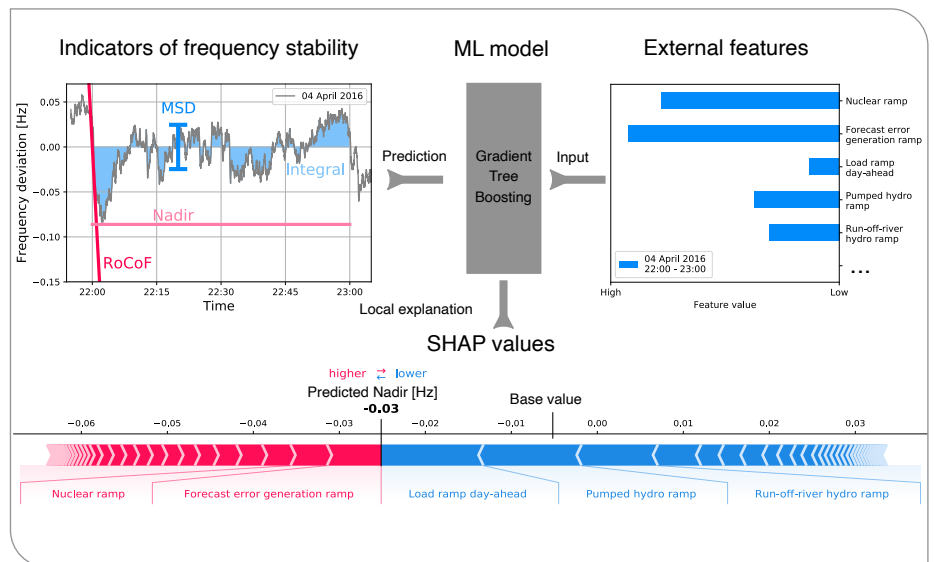 Indicators of frequency stability
ML model
External features
Frequency deviation [Hz]
0.05
0.00
−0.05
−0.10
−0.15
04 April 2016
MSD
Integral
Nadir
RoCoF
22:00
22:15
22:30
22:45
23:00
Time
Prediction
Gradient
Tree
Boosting
Input
Nuclear ramp
Forecast error
generation ramp
Load ramp
day-ahead
Pumped hydro
ramp
Run-off-river
hydro ramp
...
04 April 2016
22:00 - 23:00
High
Low
Feature value
Local explanation
SHAP values
higher ⇄ lower
Predicted Nadir [Hz]
-0.03
Base value
−0.06
−0.05
−0.04
−0.03
−0.02
−0.01
0.00
0.01
0.02
0.03
Nuclear ramp
Forecast error generation ramp
Load ramp day-ahead
Pumped hydro ramp
Run-off-river hydro ramp